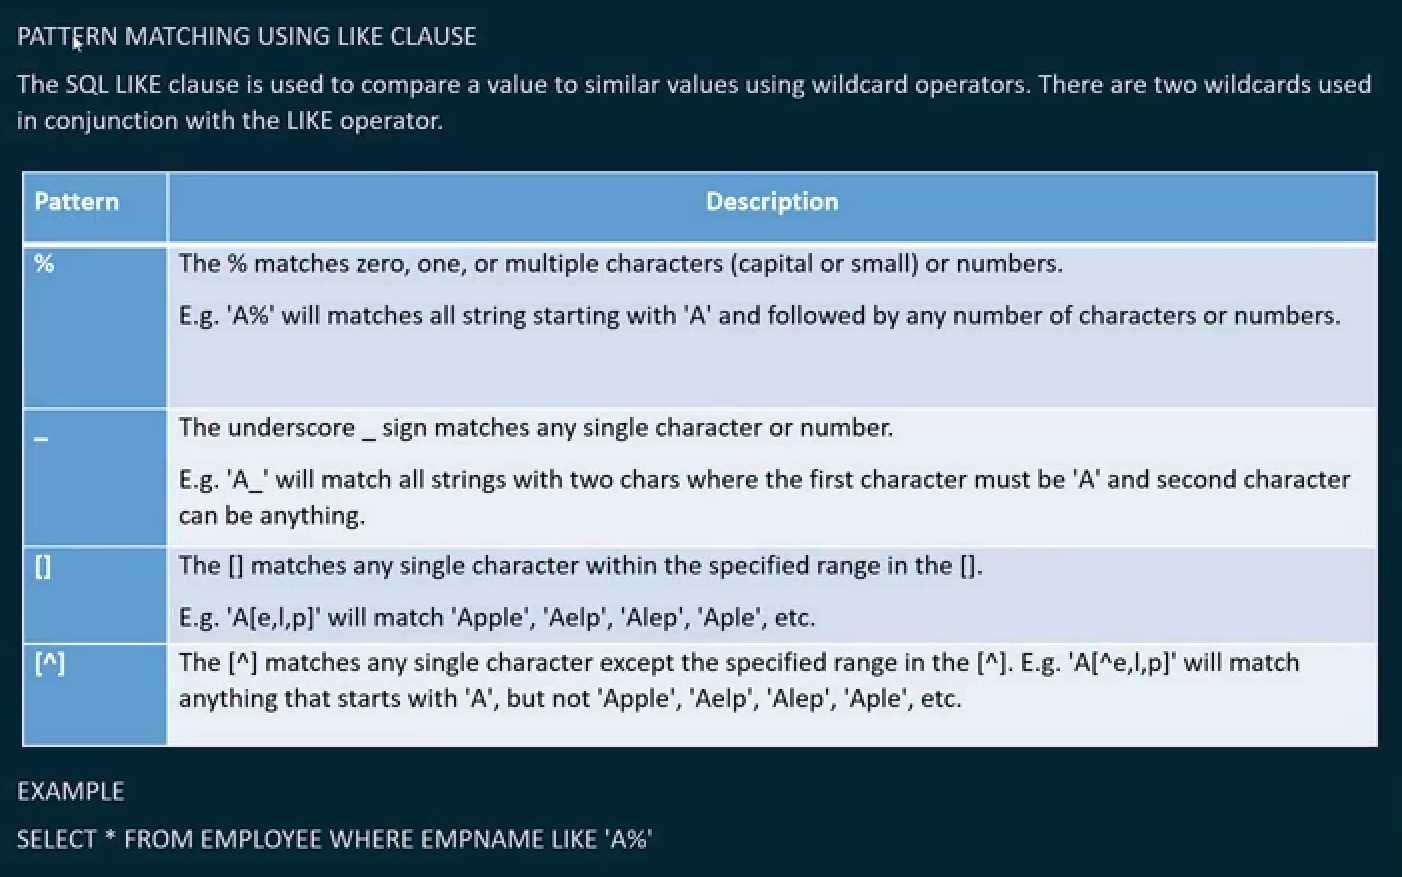 PATTERN MATCHING USING LIKE CLAUSE
The SQL LIKE clause is used to compare a value to similar values using wildcard operators. There are two wildcards used
in conjunction with the LIKE operator.
Pattern
Description
%
The % matches zero, one, or multiple characters (capital or small) or numbers.
E.g. 'A%' will matches all string starting with 'A' and followed by any number of characters or numbers.
_
The underscore _ sign matches any single character or number.
E.g. 'A_' will match all strings with two chars where the first character must be 'A' and second character
can be anything.
[]
The [] matches any single character within the specified range in the [].
E.g. 'A[e,l,p]' will match 'Apple', 'Aelp', 'Alep', 'Aple', etc.
[^]
The [^] matches any single character except the specified range in the [^]. E.g. 'A[^e,l,p]' will match
anything that starts with 'A', but not 'Apple', 'Aelp', 'Alep', 'Aple', etc.
EXAMPLE
SELECT * FROM EMPLOYEE WHERE EMPNAME LIKE 'A%'